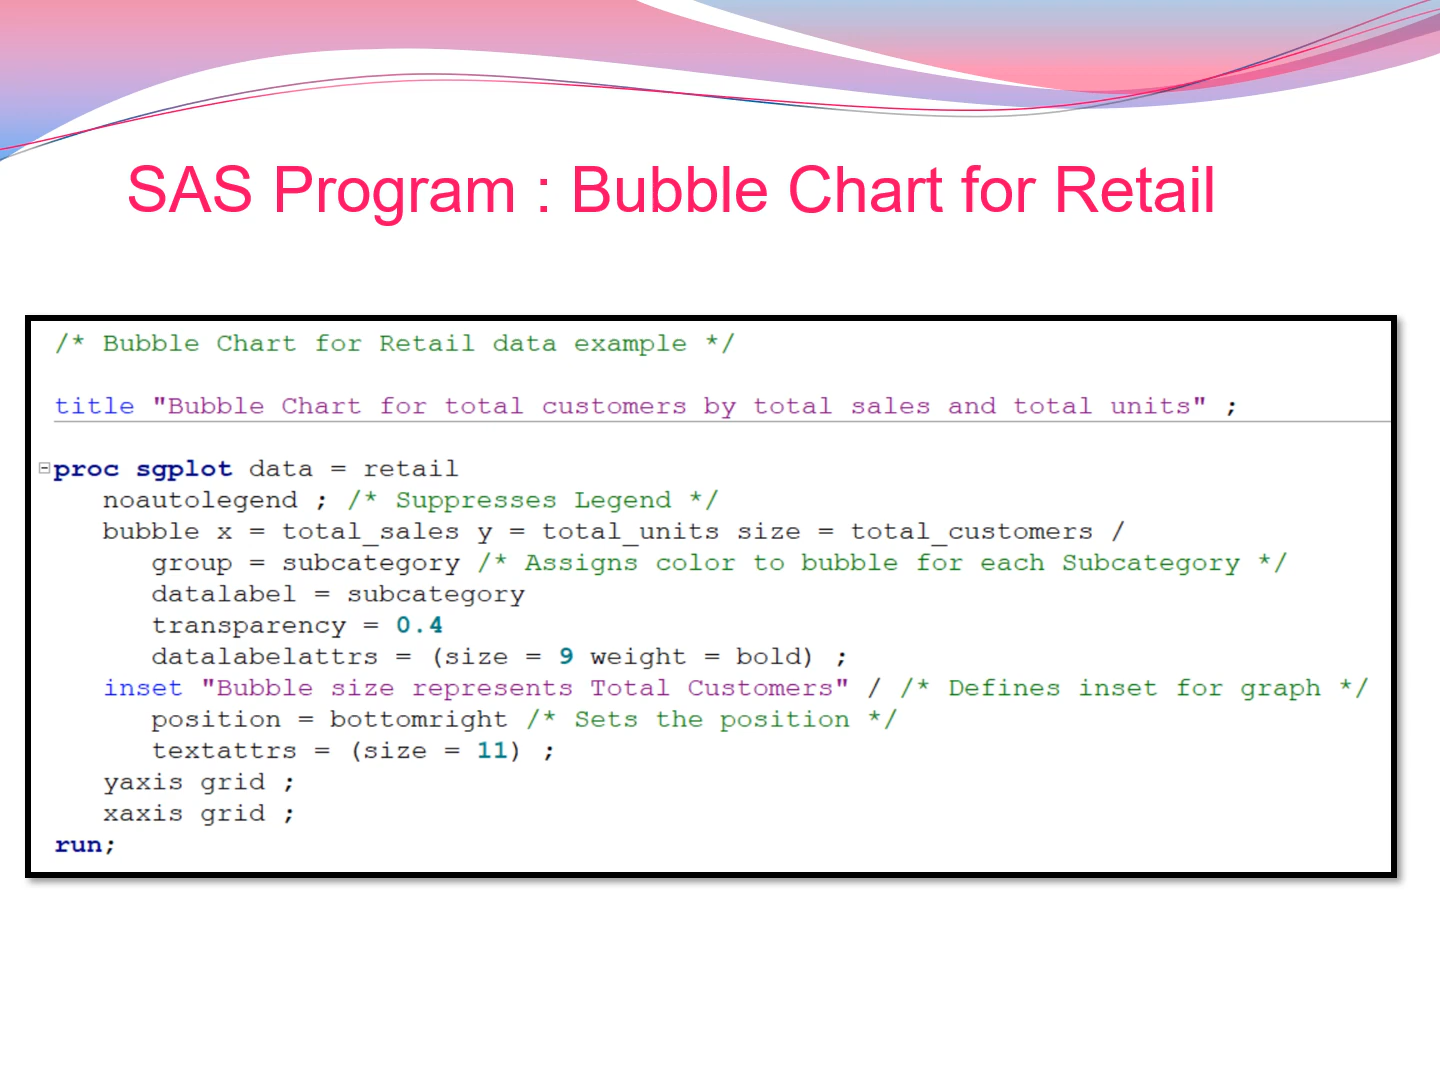 SAS Program : Bubble Chart for Retail
/* Bubble Chart for Retail data example */
title "Bubble Chart for total customers by total sales and total units" ;
proc sgplot data = retail
noautolegend ; /* Suppresses Legend */
bubble x = total_sales y = total_units size = total_customers /
group = subcategory /* Assigns color to bubble for each Subcategory */
datalabel = subcategory
transparency = 0.4
datalabelattrs = (size = 9 weight = bold) ;
inset "Bubble size represents Total Customers" / /* Defines inset for graph */
position = bottomright /* Sets the position */
textattrs = (size = 11) ;
yaxis grid ;
xaxis grid ;
run;